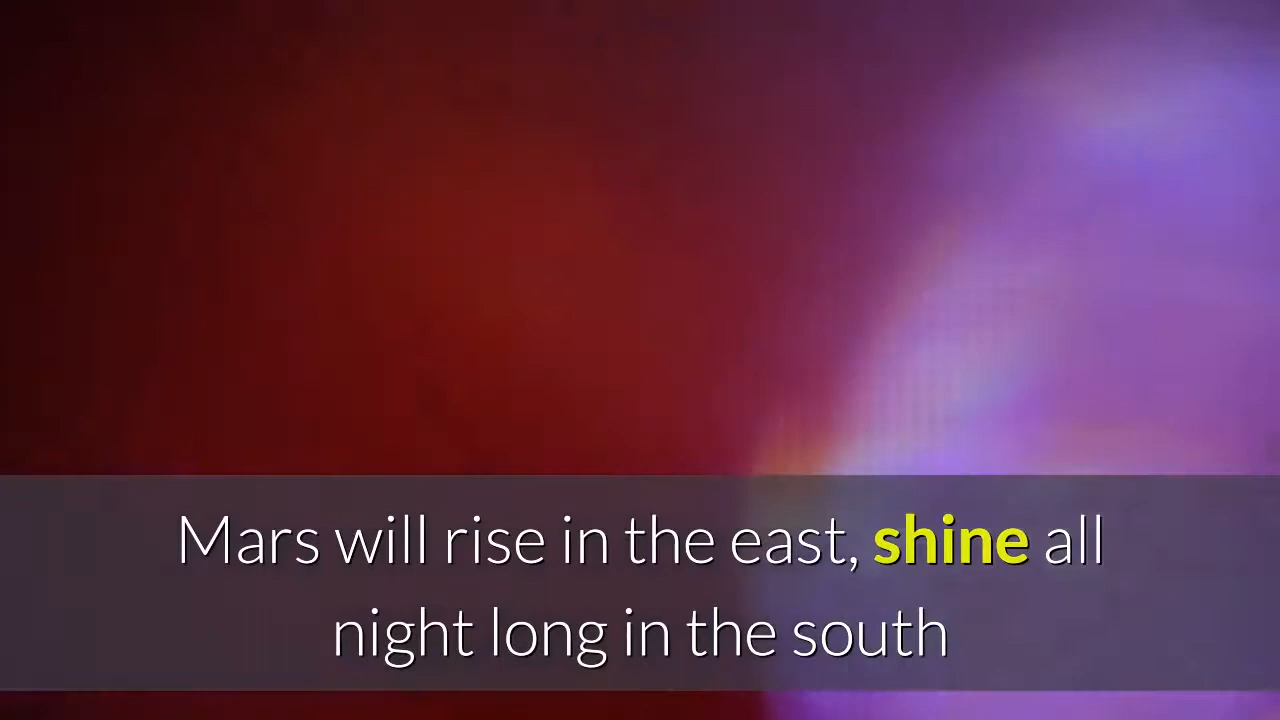 Mars will rise in the east, shine all
night long in the south